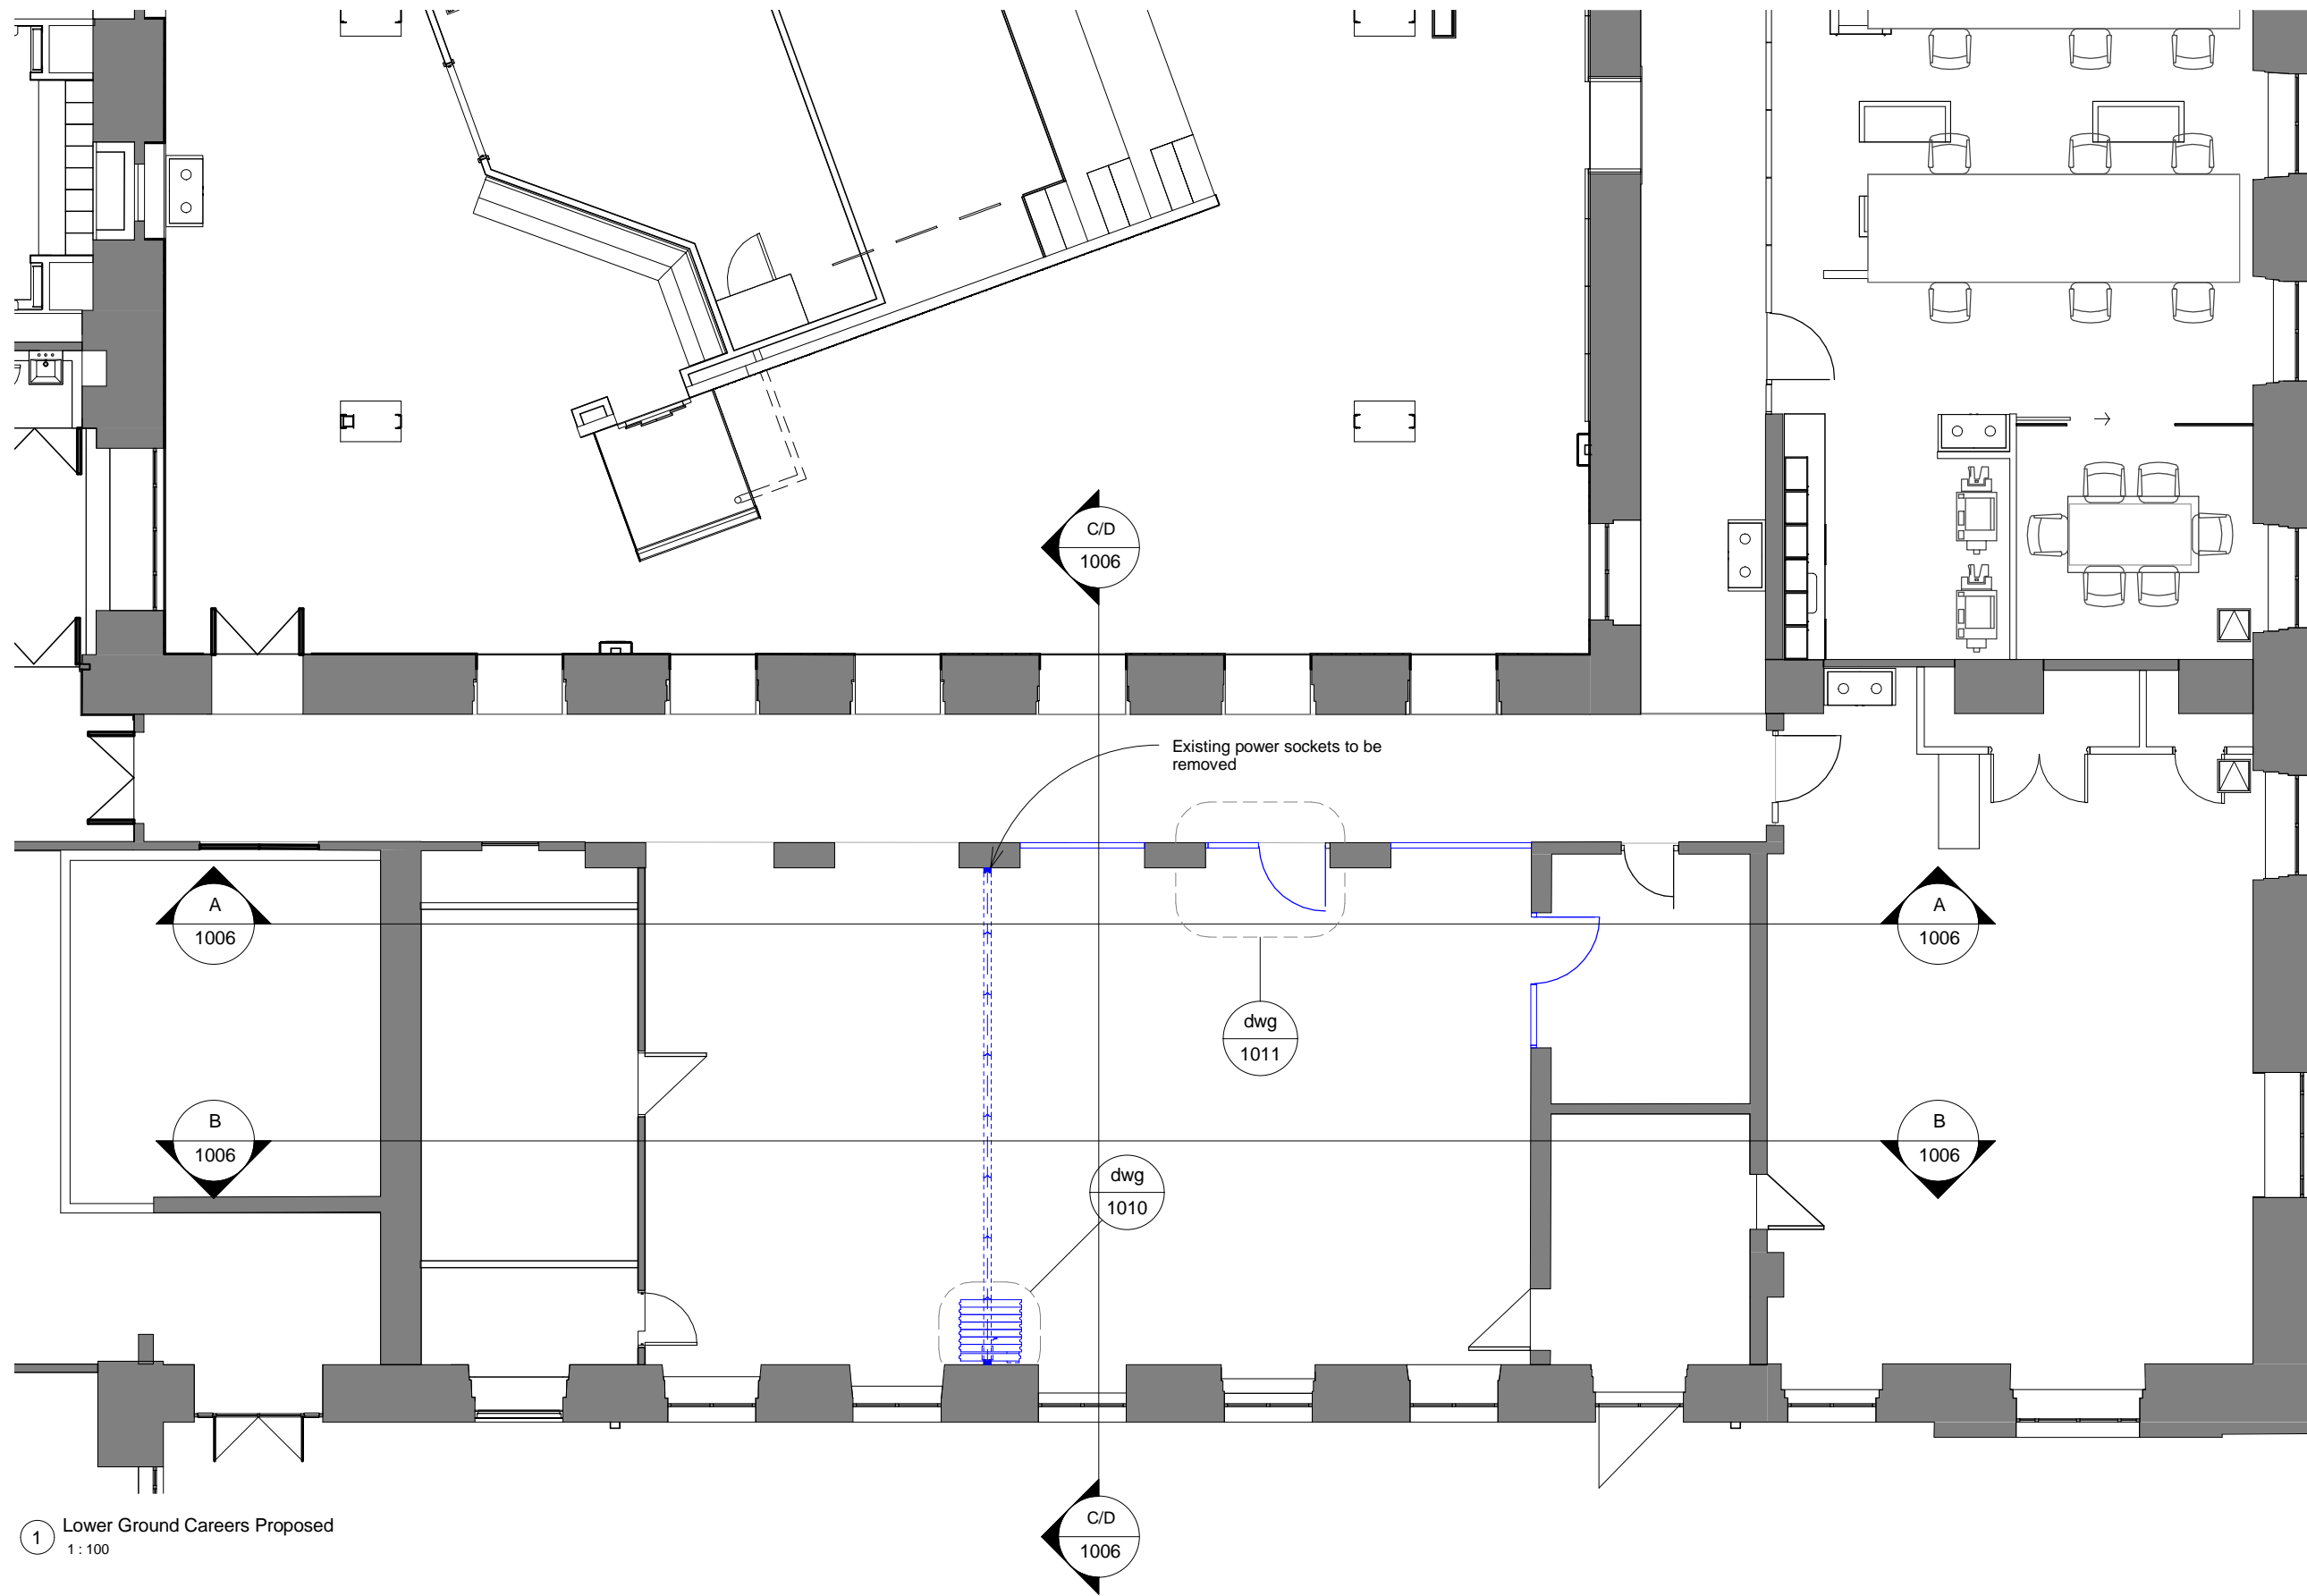 C/D
1006
Existing power sockets to be
removed
A
1006
A
1006
dwg
1011
B
1006
B
1006
dwg
1010
1
Lower Ground Careers Proposed
1 : 100
C/D
1006